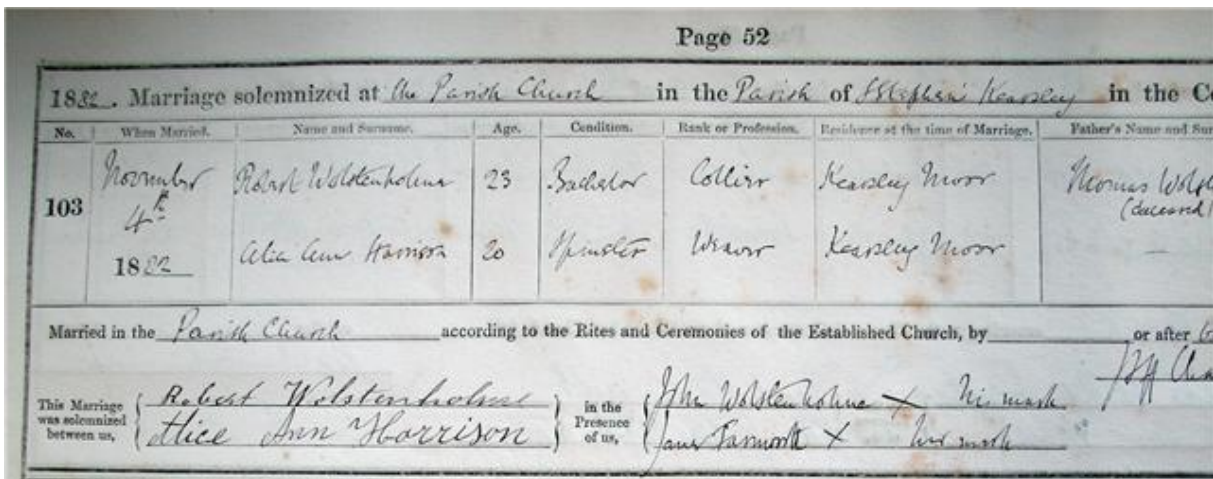 Page 52
1882. Marriage solemnized at the Parish Church in the Parish of St Stephen Kearsley in the Co
No. When Married. Name and Surname. Age. Condition. Rank or Profession. Residence at the time of Marriage. Father's Name and Sur
103 November 4th 1882 Robert Wolstenholme 23 Bachelor Collier Kearsley Moor Thomas Wolst (deceased)
Alice Ann Harrison 20 Spinster Weaver Kearsley Moor —
Married in the Parish Church according to the Rites and Ceremonies of the Established Church, by or after
This Marriage was solemnized between us, Robert Wolstenholme in the Presence of us, John Wolstenholme X his mark
Alice Ann Harrison Jane Farnworth X her mark